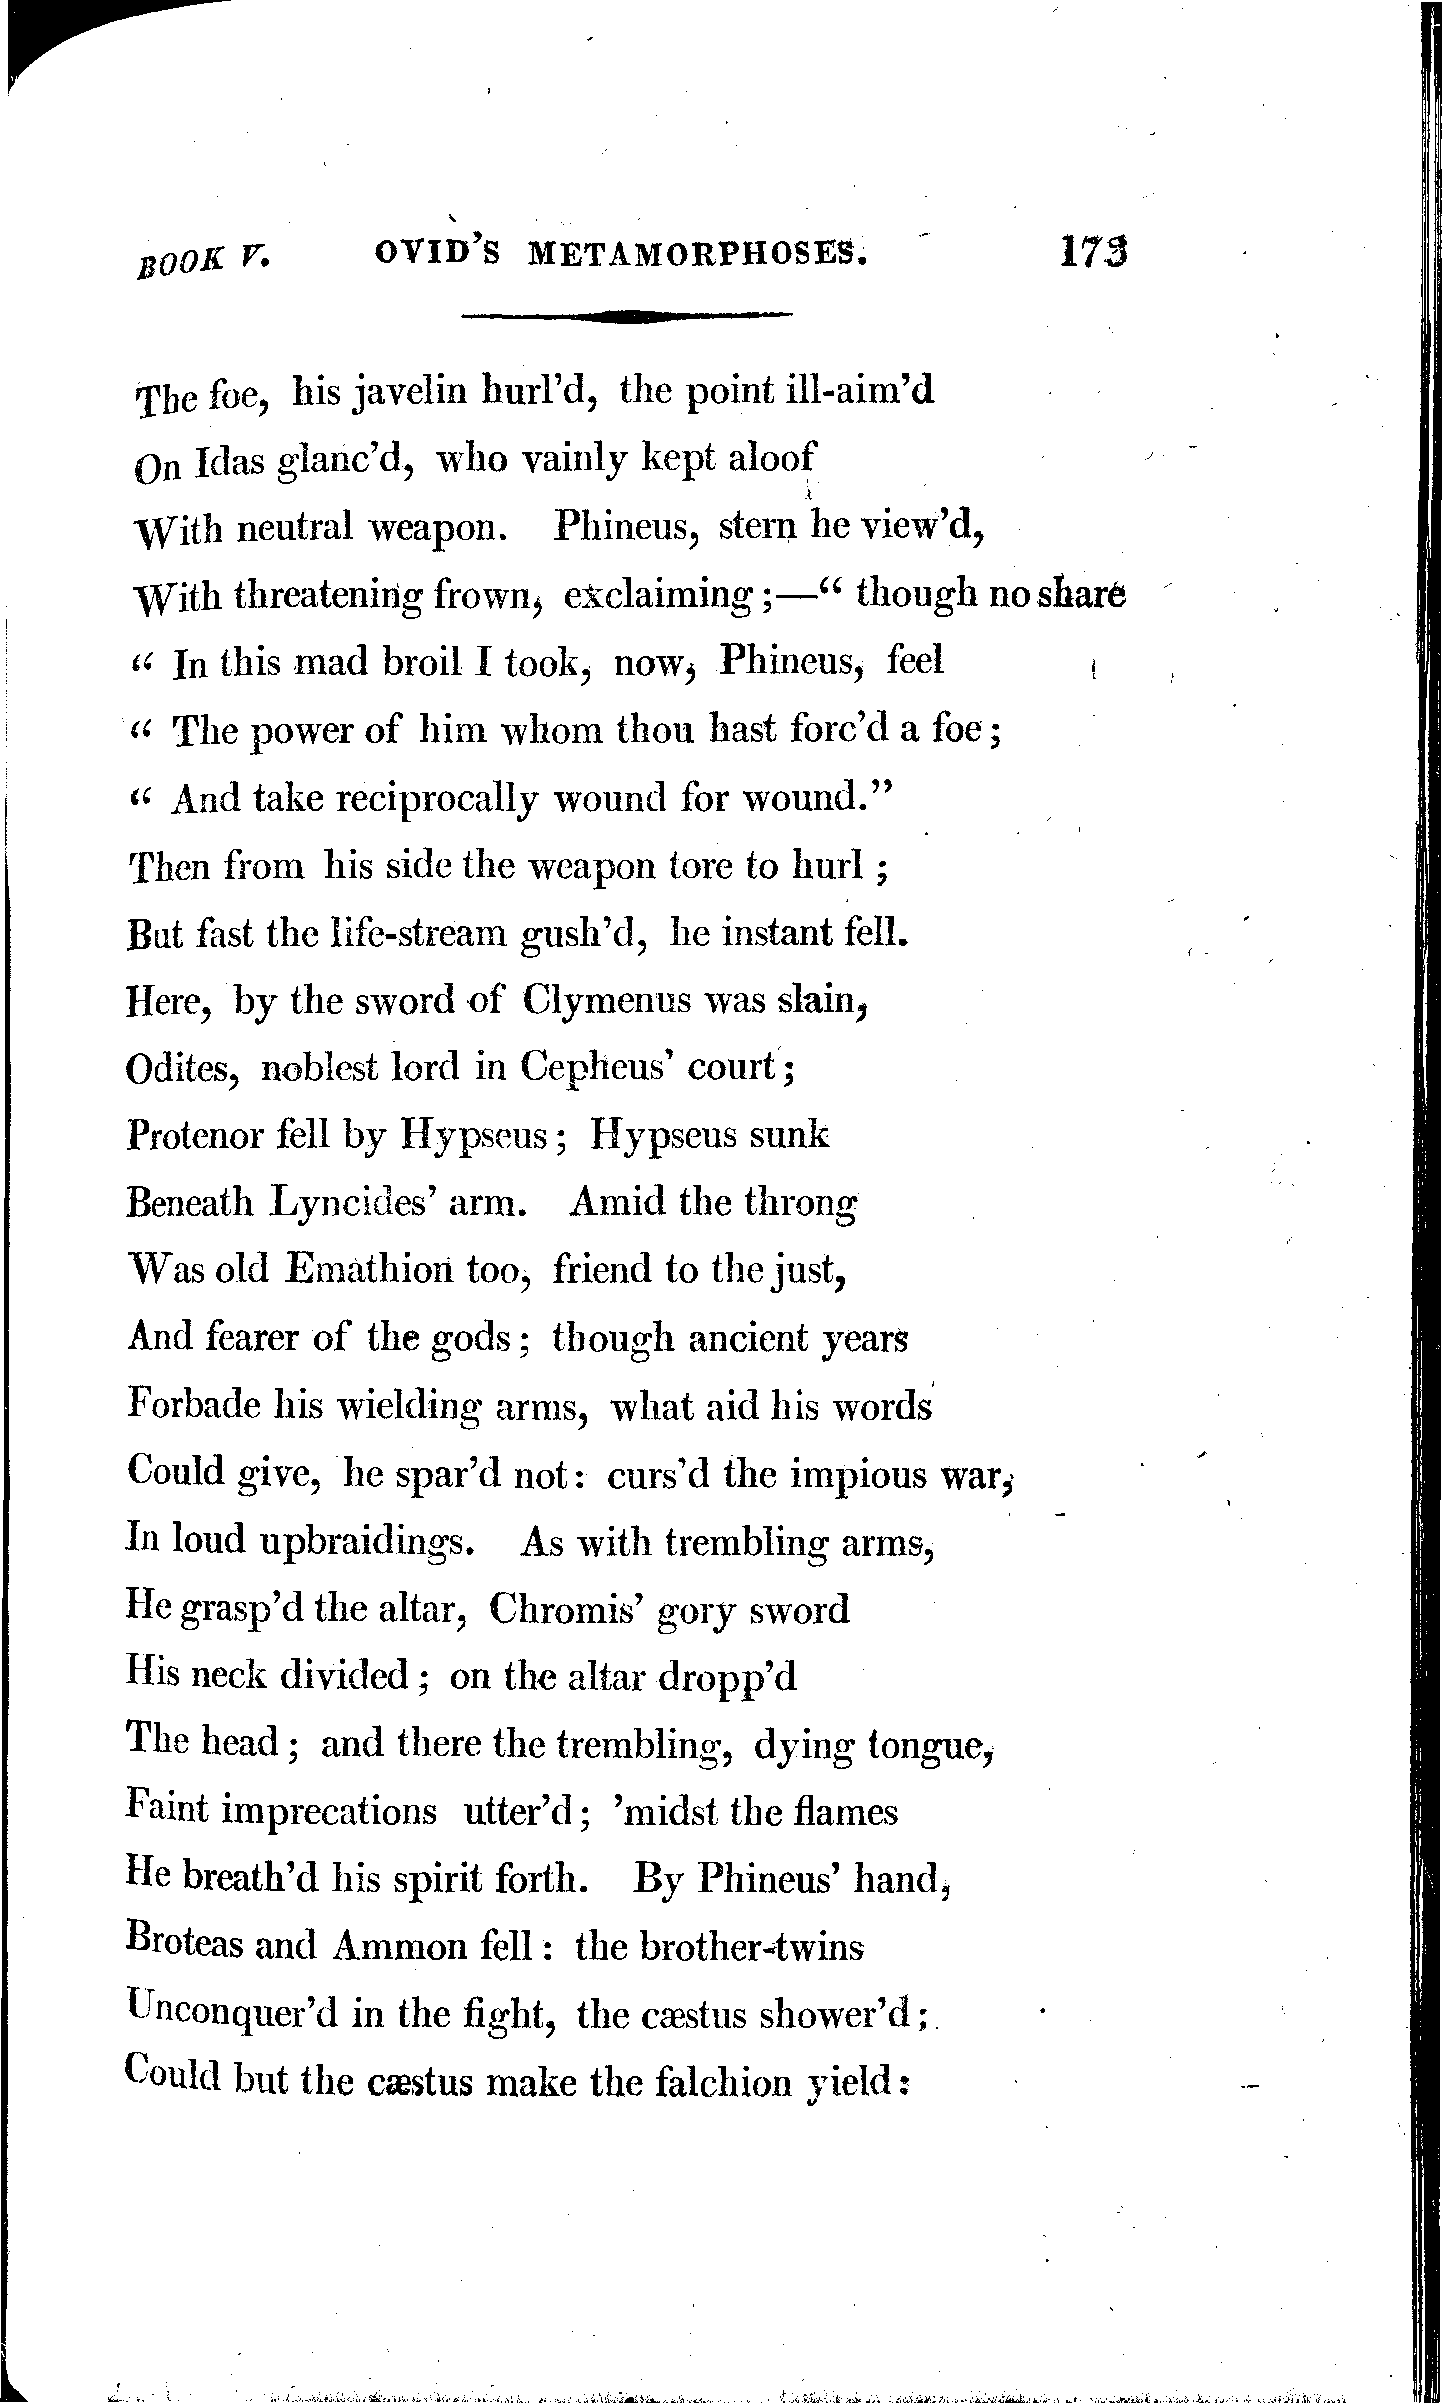 BOOK V. OVID'S METAMORPHOSES. 173
The foe, his javelin hurl'd, the point ill-aim'd
On Idas glanc'd, who vainly kept aloof
With neutral weapon. Phineus, stern he view'd,
With threatening frown, exclaiming;—“ though no share
“ In this mad broil I took, now, Phineus, feel
“ The power of him whom thou hast forc'd a foe;
“ And take reciprocally wound for wound.”
Then from his side the weapon tore to hurl ;
But fast the life-stream gush'd, he instant fell.
Here, by the sword of Clymenus was slain,
Odites, noblest lord in Cepheus' court;
Protenor fell by Hypseus; Hypseus sunk
Beneath Lyncides' arm. Amid the throng
Was old Emathion too, friend to the just,
And fearer of the gods; though ancient years
Forbade his wielding arms, what aid his words
Could give, he spar'd not: curs'd the impious war,
In loud upbraidings. As with trembling arms,
He grasp'd the altar, Chromis' gory sword
His neck divided; on the altar dropp'd
The head; and there the trembling, dying tongue,
Faint imprecations utter'd; 'midst the flames
He breath'd his spirit forth. By Phineus' hand,
Broteas and Ammon fell: the brother-twins
Unconquer'd in the fight, the cæstus shower'd;
Could but the cæstus make the falchion yield: